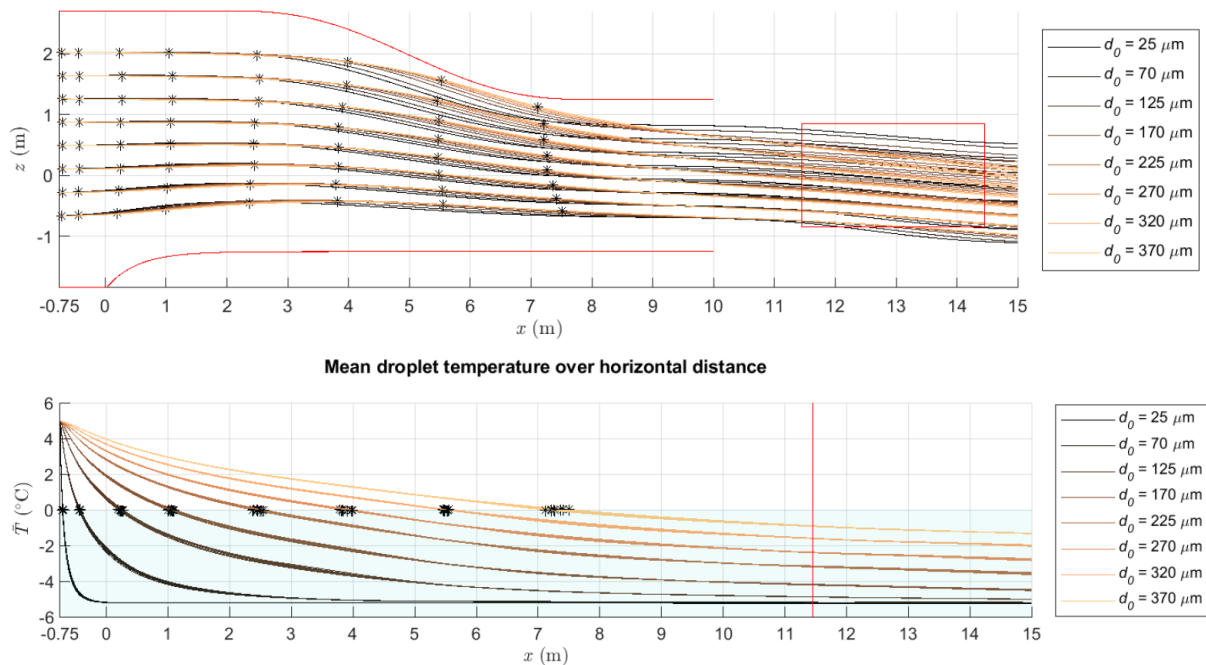 2
1
0
-1
z (m)
-0.75 0 1 2 3 4 5 6 7 8 9 10 11 12 13 14 15
x (m)
d0 = 25 μm
d0 = 70 μm
d0 = 125 μm
d0 = 170 μm
d0 = 225 μm
d0 = 270 μm
d0 = 320 μm
d0 = 370 μm
Mean droplet temperature over horizontal distance
6
4
2
0
-2
-4
-6
T̄ (°C)
-0.75 0 1 2 3 4 5 6 7 8 9 10 11 12 13 14 15
x (m)
d0 = 25 μm
d0 = 70 μm
d0 = 125 μm
d0 = 170 μm
d0 = 225 μm
d0 = 270 μm
d0 = 320 μm
d0 = 370 μm